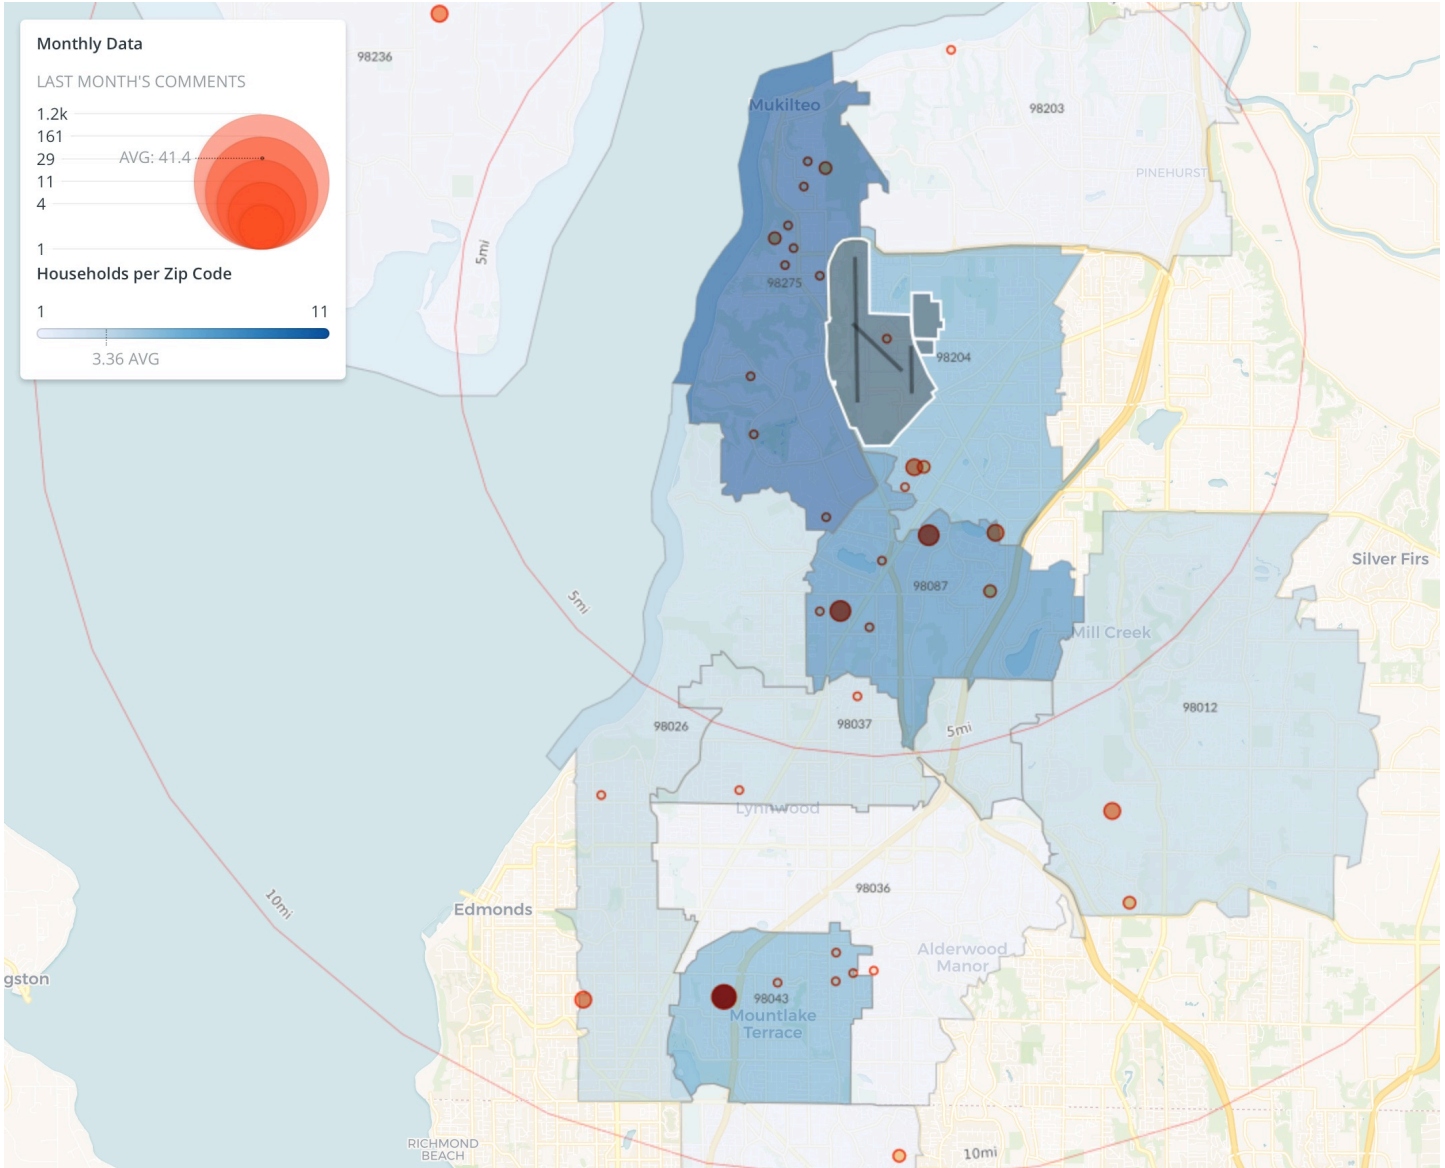 Monthly Data
LAST MONTH'S COMMENTS
1.2k
161
AVG: 41.4
29
11
4
1
Households per Zip Code
1
11
3.36 AVG
98236
Mukilteo
98203
PINEHURST
5mi
98275
98204
Silver Firs
98087
5mi
Mill Creek
98012
98026
98037
5mi
Lynnwood
98036
10mi
Edmonds
Alderwood
Manor
gston
98043
Mountlake
Terrace
RICHMOND
BEACH
10mi